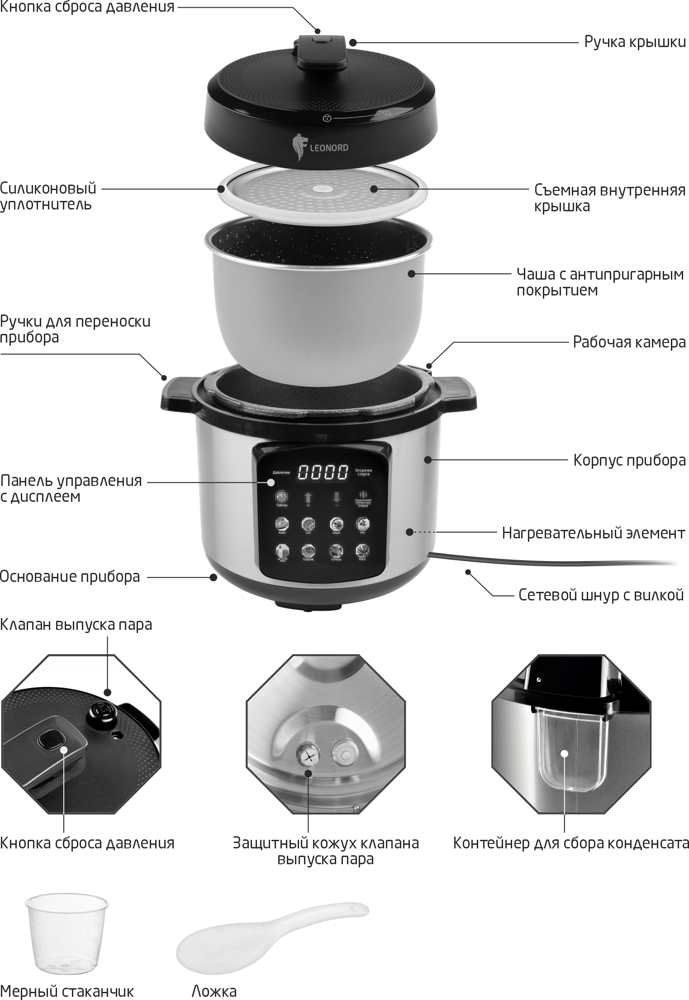 Кнопка сброса давления
Ручка крышки
LEONORD
Силиконовый
уплотнитель
Съемная внутренняя
крышка
Чаша с антипригарным
покрытием
Ручки для переноски
прибора
Рабочая камера
Корпус прибора
Панель управления
с дисплеем
Давление
0000
Отсрочка
старта
Таймер
+
−
Поддержание
температуры
ОТМЕНА
РЫБА
СУП
КАША
РИС
ДЕТСКОЕ
МЕНЮ
ТУШЕНИЕ
КУРИЦА
МЯСО
Нагревательный элемент
Основание прибора
Сетевой шнур с вилкой
Клапан выпуска пара
Кнопка сброса давления
Защитный кожух клапана
выпуска пара
Контейнер для сбора конденсата
Мерный стаканчик
Ложка